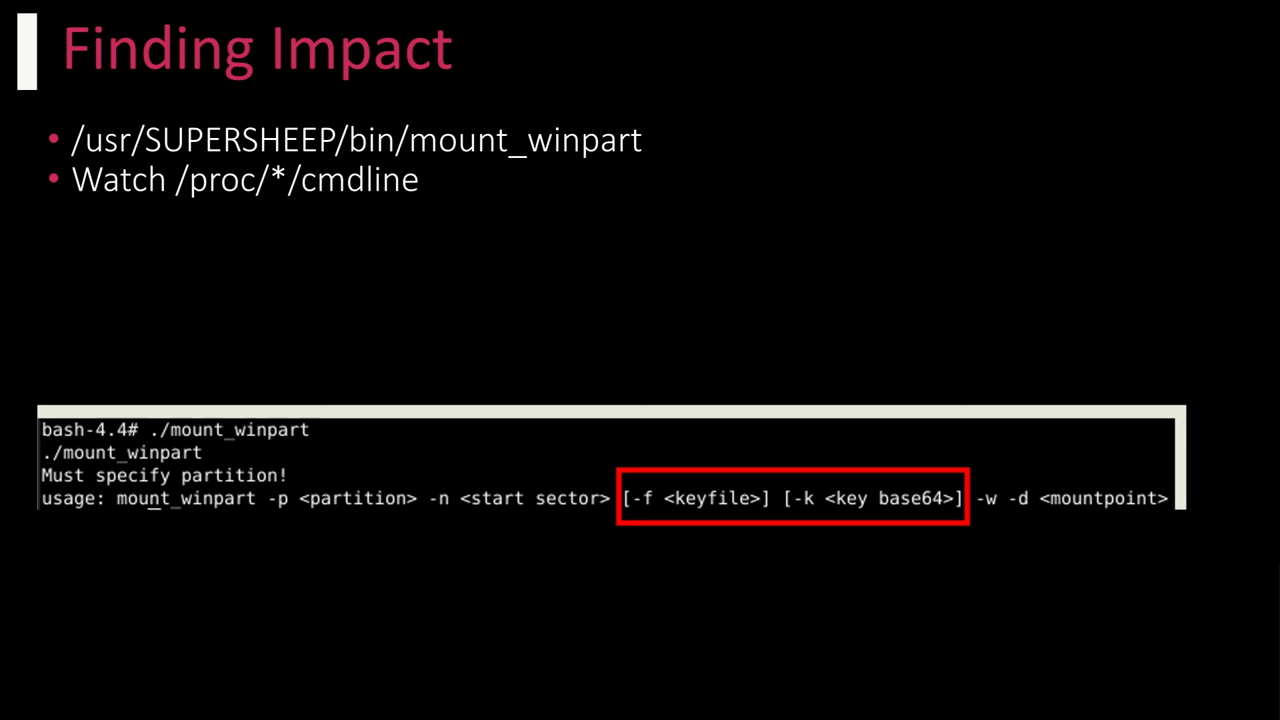 Finding Impact
• /usr/SUPERSHEEP/bin/mount_winpart
• Watch /proc/*/cmdline
bash-4.4# ./mount_winpart
./mount_winpart
Must specify partition!
usage: mount_winpart -p <partition> -n <start sector> [-f <keyfile>] [-k <key base64>] -w -d <mountpoint>